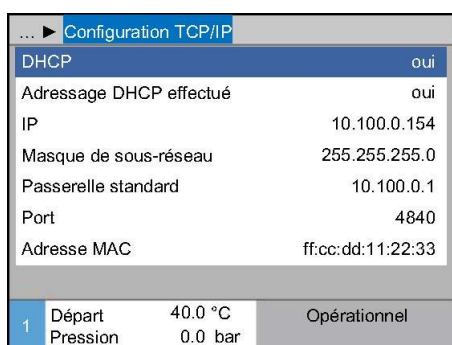 ... ► Configuration TCP/IP
DHCP oui
Adressage DHCP effectué oui
IP 10.100.0.154
Masque de sous-réseau 255.255.255.0
Passerelle standard 10.100.0.1
Port 4840
Adresse MAC ff:cc:dd:11:22:33
1 Départ 40.0 °C Opérationnel
Pression 0.0 bar